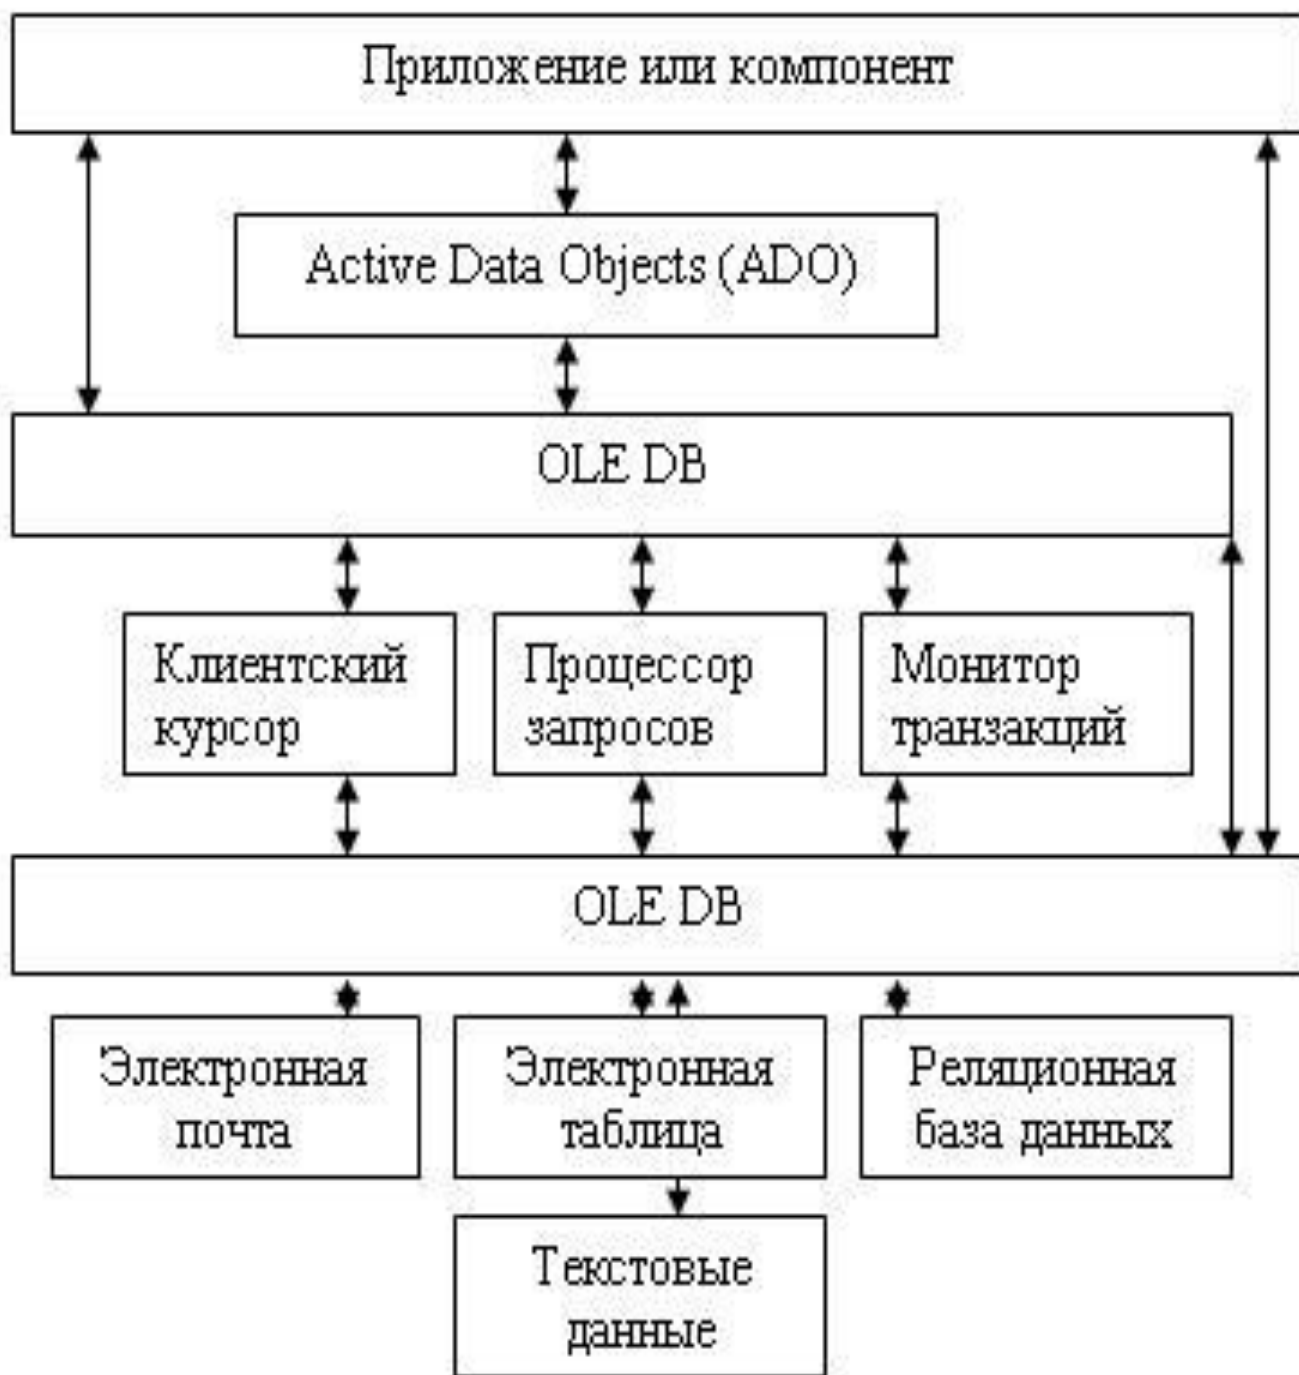 Приложение или компонент
Active Data Objects (ADO)
OLE DB
Клиентский
курсор
Процессор
запросов
Монитор
транзакций
OLE DB
Электронная
почта
Электронная
таблица
Реляционная
база данных
Текстовые
данные